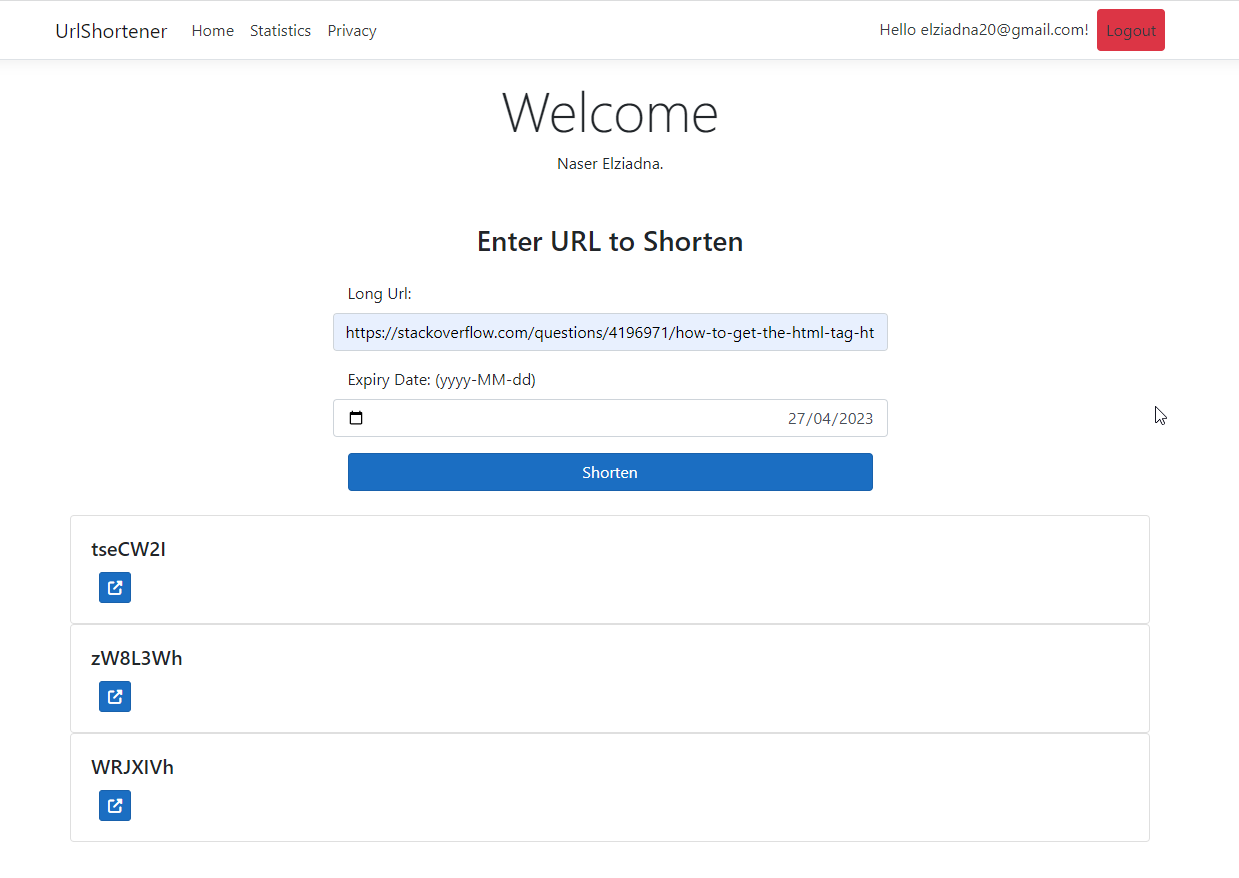 UrlShortener Home Statistics Privacy Hello elziadna20@gmail.com! Logout
Welcome
Naser Elziadna.
Enter URL to Shorten
Long Url:
https://stackoverflow.com/questions/4196971/how-to-get-the-html-tag-ht
Expiry Date: (yyyy-MM-dd)
27/04/2023
Shorten
tseCW2I
zW8L3Wh
WRJXIVh